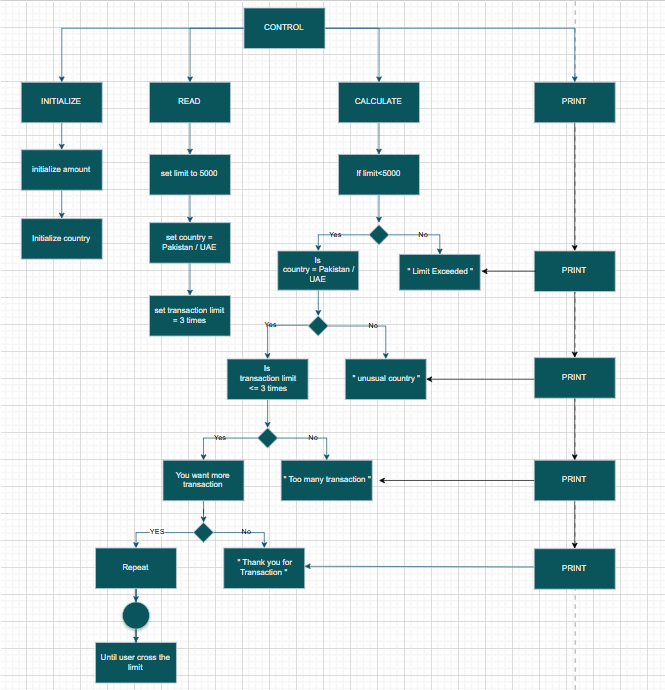 CONTROL
INITIALIZE
READ
CALCULATE
PRINT
initialize amount
set limit to 5000
If limit<5000
Initialize country
set country =
Pakistan / UAE
Yes
No
Is
country = Pakistan /
UAE
" Limit Exceeded "
PRINT
set transaction limit
= 3 times
Yes
No
Is
transaction limit
<= 3 times
" unusual country "
PRINT
Yes
No
You want more
transaction
" Too many transaction "
PRINT
YES
No
Repeat
" Thank you for
Transaction "
PRINT
Until user cross the
limit